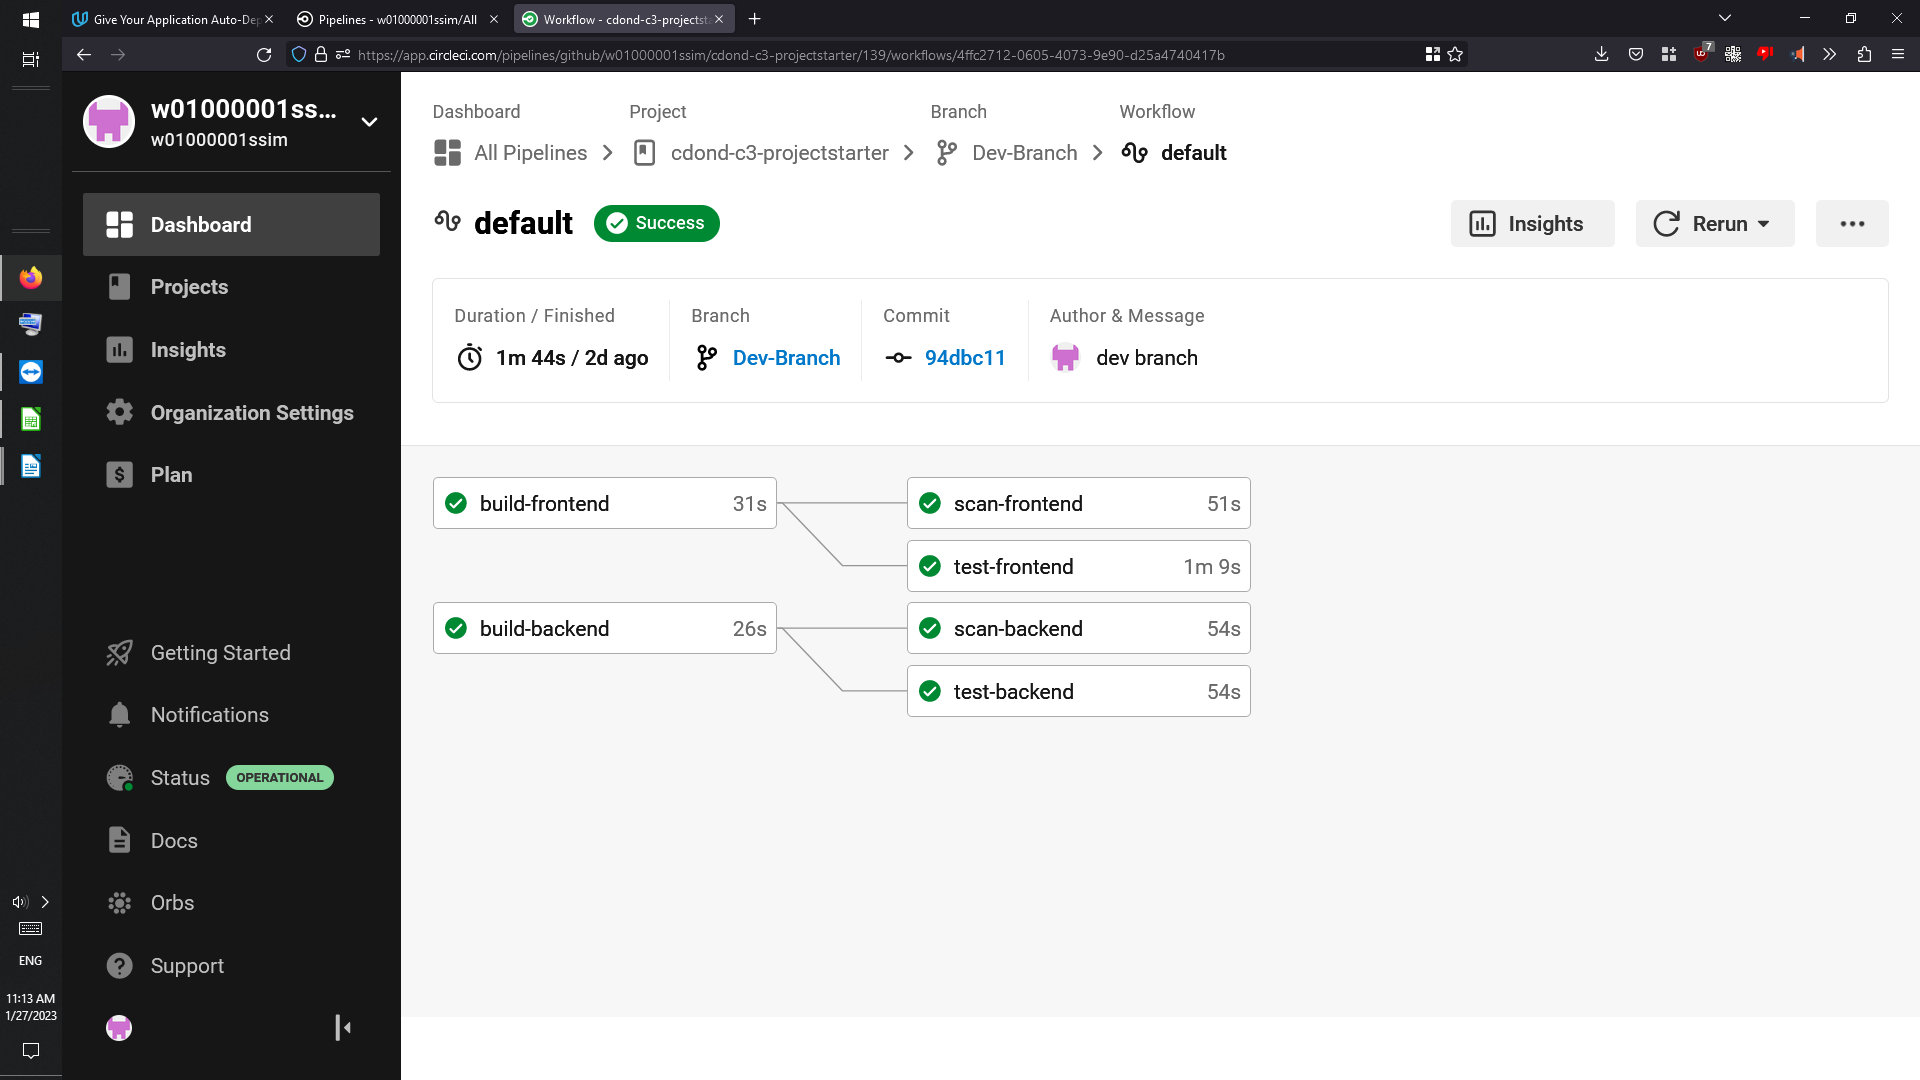 Give Your Application Auto-Dep
Pipelines - w01000001ssim/All
Workflow - cdond-c3-projectsta
https://app.circleci.com/pipelines/github/w01000001ssim/cdond-c3-projectstarter/139/workflows/4ffc2712-0605-4073-9e90-d25a4740417b
7
w01000001ss...
w01000001ssim
Dashboard
Projects
Insights
Organization Settings
Plan
Getting Started
Notifications
Status OPERATIONAL
Docs
Orbs
Support
ENG
11:13 AM
1/27/2023
Dashboard Project Branch Workflow
All Pipelines cdond-c3-projectstarter Dev-Branch default
default Success
Insights Rerun
Duration / Finished Branch Commit Author & Message
1m 44s / 2d ago Dev-Branch 94dbc11 dev branch
build-frontend 31s scan-frontend 51s
test-frontend 1m 9s
build-backend 26s scan-backend 54s
test-backend 54s